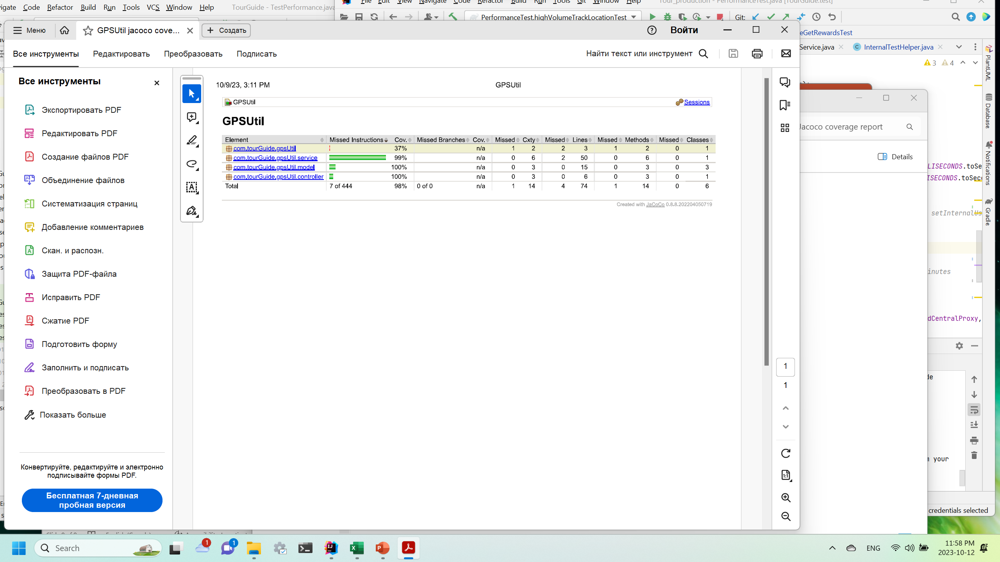 Code Refactor Build Run Tools VCS Window Help TourGuide - TestPerformance.java
File Edit View Navigate Code Refactor Build Run Tools Git Window Help Tour_production - PerformanceTest.java [TourGuide.test]
PerformanceTest.highVolumeTrackLocationTest Git:
Меню GPSUtil jacoco cove... Создать Войти
eGetRewardsTest
Service.java InternalTestHelper.java
Все инструменты Редактировать Преобразовать Подписать Найти текст или инструмент
3 4
PlantUML
Database
Notifications
Gradle
Все инструменты
Экспортировать PDF
Редактировать PDF
Создание файлов PDF
Объединение файлов
Систематизация страниц
Добавление комментариев
Скан. и распозн.
Защита PDF-файла
Исправить PDF
Сжатие PDF
Подготовить форму
Заполнить и подписать
Преобразовать в PDF
Показать больше
Конвертируйте, редактируйте и электронно
подписывайте формы PDF.
Бесплатная 7-дневная
пробная версия
10/9/23, 3:11 PM GPSUtil
GPSUtil Sessions
GPSUtil
Element Missed Instructions Cov. Missed Branches Cov. Missed Cxty Missed Lines Missed Methods Missed Classes
com.tourGuide.gpsUtil 37% n/a 1 2 2 3 1 2 0 1
com.tourGuide.gpsUtil.service 99% n/a 0 6 2 50 0 6 0 1
com.tourGuide.gpsUtil.model 100% n/a 0 3 0 15 0 3 0 3
com.tourGuide.gpsUtil.controller 100% n/a 0 3 0 6 0 3 0 1
Total 7 of 444 98% 0 of 0 n/a 1 14 4 74 1 14 0 6
Created with JaCoCo 0.8.8.202204050719
1
1
Jacoco coverage report
Details
LISECONDS.toSe
ISECONDS.toSec
setInternalUs
inutes
dCentralProxy,
your
credentials selected
Search
1
1
ENG
11:58 PM
2023-10-12